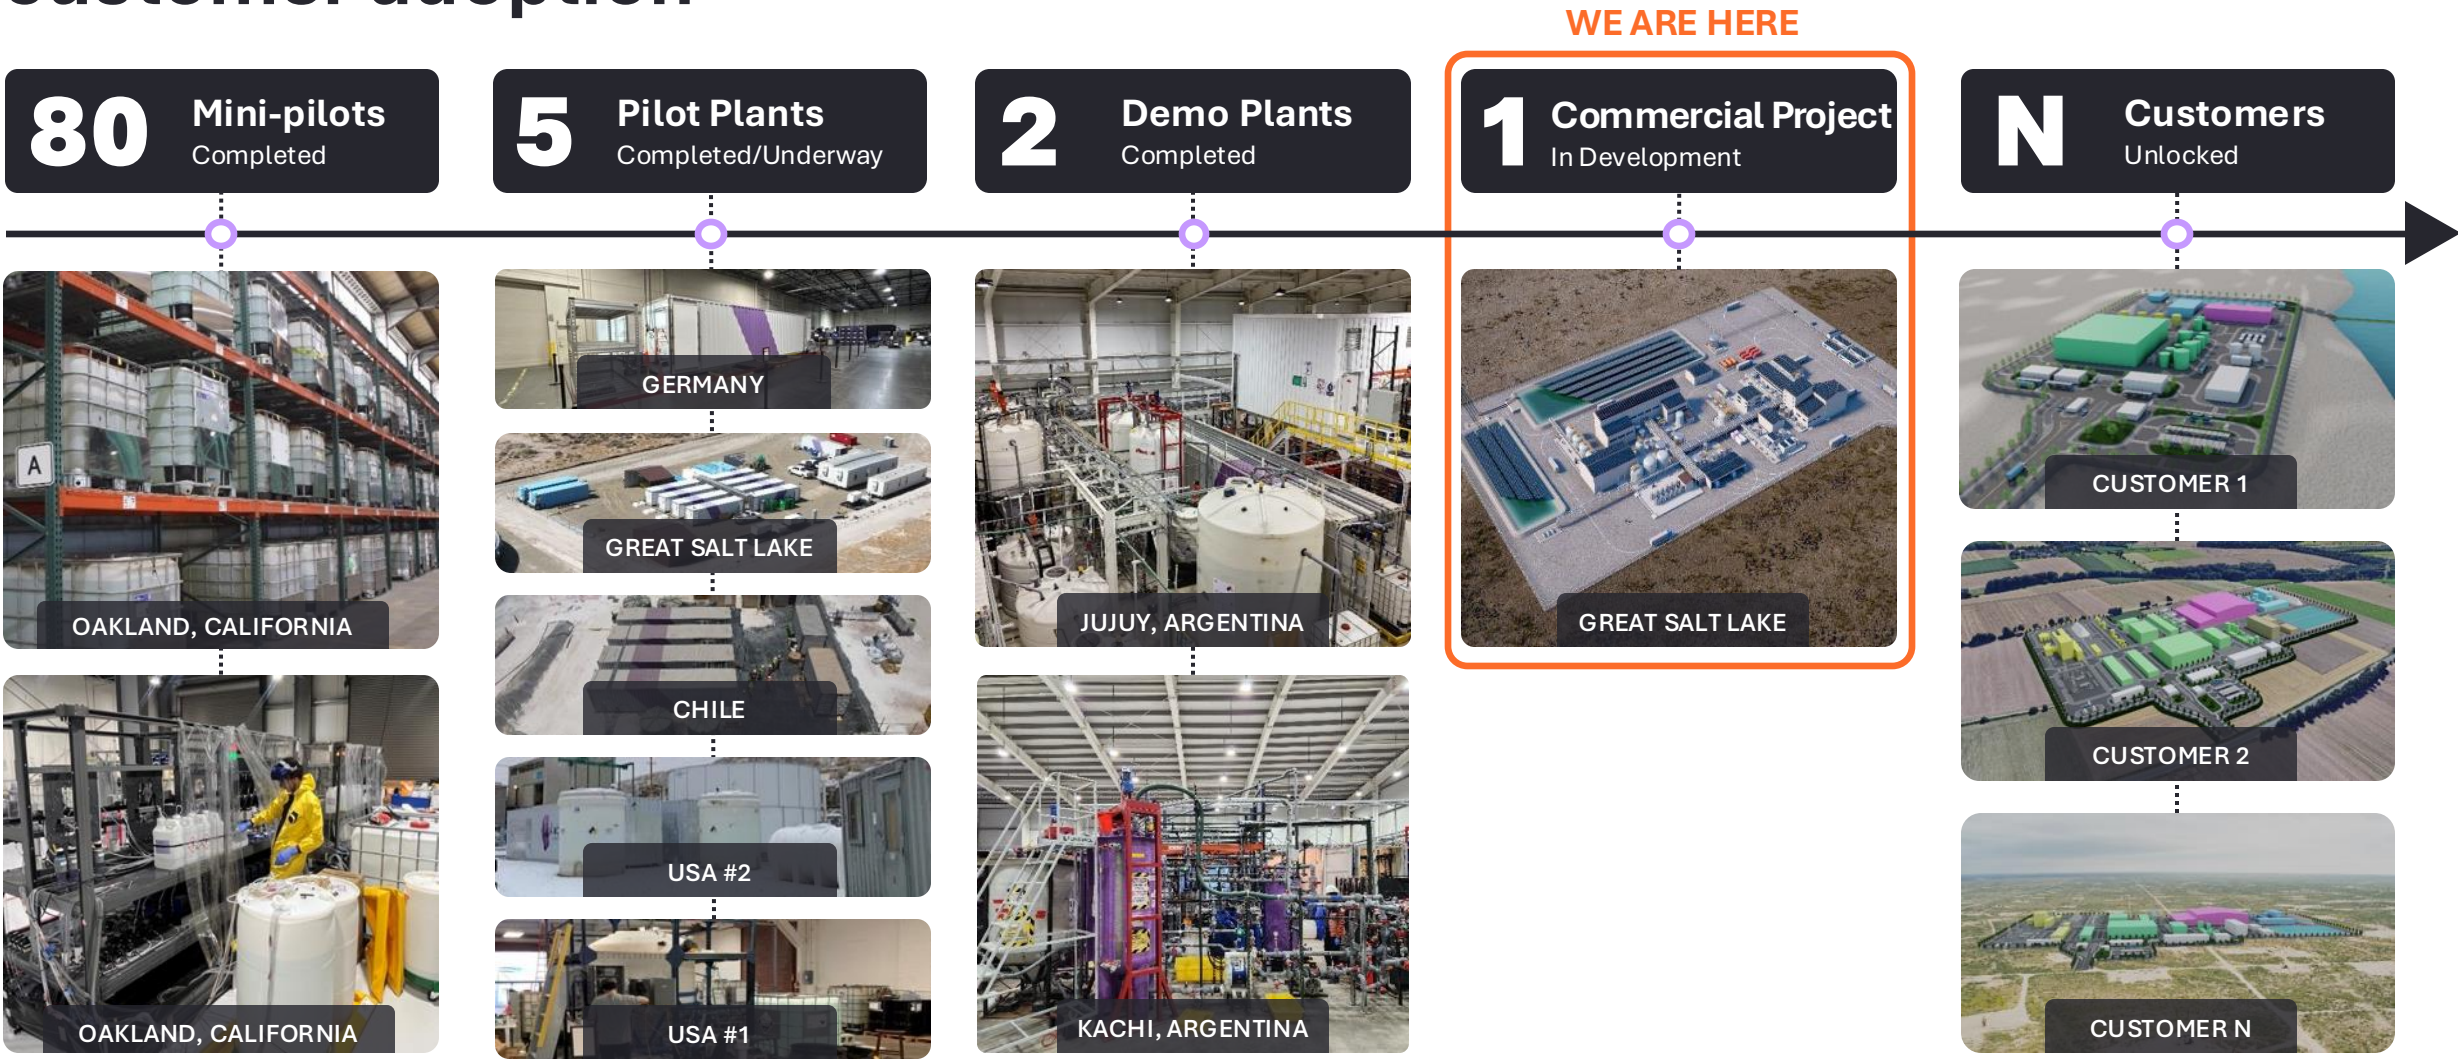 customer adoption
WE ARE HERE
80 Mini-pilots
Completed
5 Pilot Plants
Completed/Underway
2 Demo Plants
Completed
1 Commercial Project
In Development
N Customers
Unlocked
A
OAKLAND, CALIFORNIA
OAKLAND, CALIFORNIA
GERMANY
GREAT SALT LAKE
CHILE
USA #2
USA #1
JUJUY, ARGENTINA
KACHI, ARGENTINA
GREAT SALT LAKE
CUSTOMER 1
CUSTOMER 2
CUSTOMER N